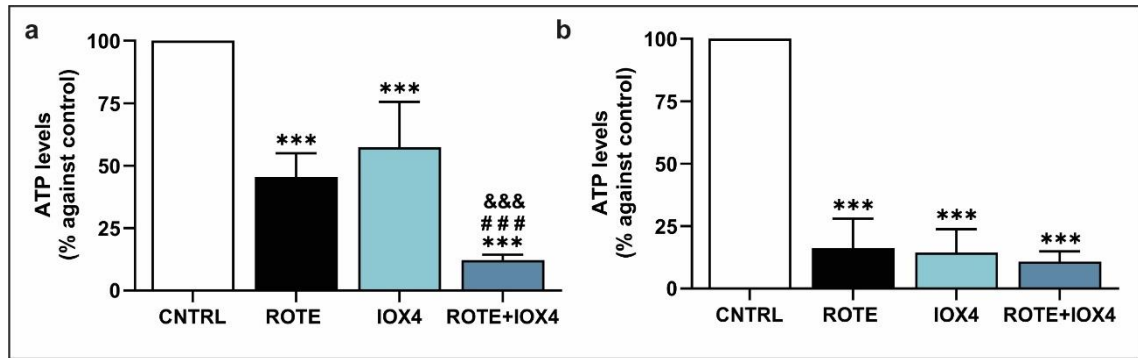 a
ATP levels
(% against control)
100
75
50
25
0
***
***
&&&
###
***
CNTRL
ROTE
IOX4
ROTE+IOX4
b
ATP levels
(% against control)
100
75
50
25
0
***
***
***
CNTRL
ROTE
IOX4
ROTE+IOX4